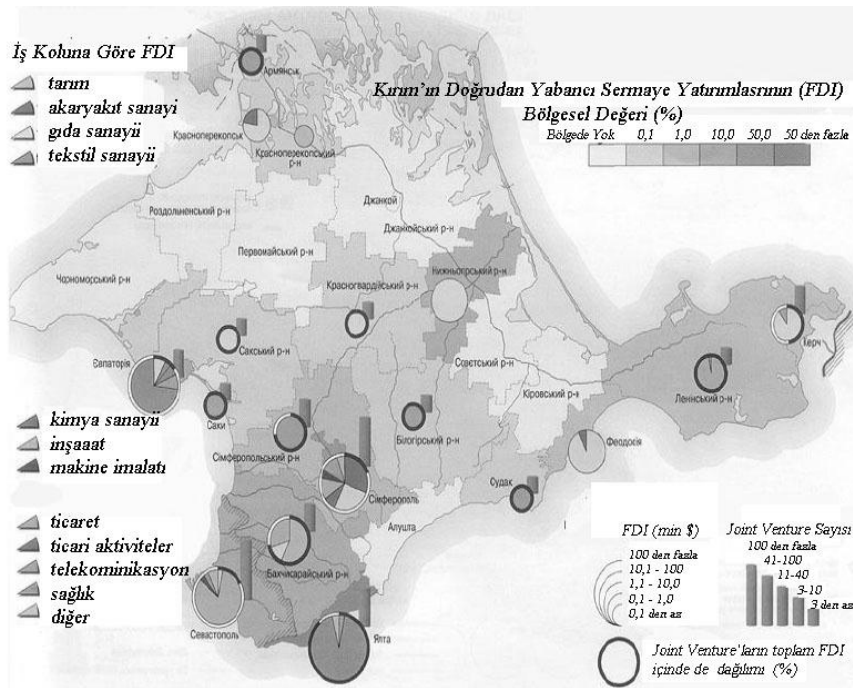 İş Koluna Göre FDI
tarım
akaryakıt sanayi
gıda sanayii
tekstil sanayii
Kırım'ın Doğrudan Yabancı Sermaye Yatırımlasrının (FDI)
Bölgesel Değeri (%)
Bölgede Yok 0,1 1,0 10,0 50,0 50 den fazla
Армянськ
Красноперекопськ
Красноперекопський
р-н
Джанкой
Джанкойський р-н
Роздольненський р-н
Первомайський р-н
Чорноморський р-н
Красногвардійський р-н
Нижньогірський р-н
Сакський р-н
Совєтський р-н
Євпаторія
Саки
Кіровський р-н
Ленінський р-н
Керч
Білогірський р-н
Сімферопольський р-н
Феодосія
Судак
Сімферополь
Алушта
Бахчисарайський р-н
Севастополь
Ялта
kimya sanayii
inşaaat
makine imalatı
ticaret
ticari aktiviteler
telekominikasyon
sağlık
diğer
FDI (min $)
100 den fazla
10,1 - 100
1,1 - 10,0
0,1 - 1,0
0,1 den az
Joint Venture Sayısı
100 den fazla
41-100
11-40
3-10
3 den az
Joint Venture'ların toplam FDI
içinde de dağılımı (%)